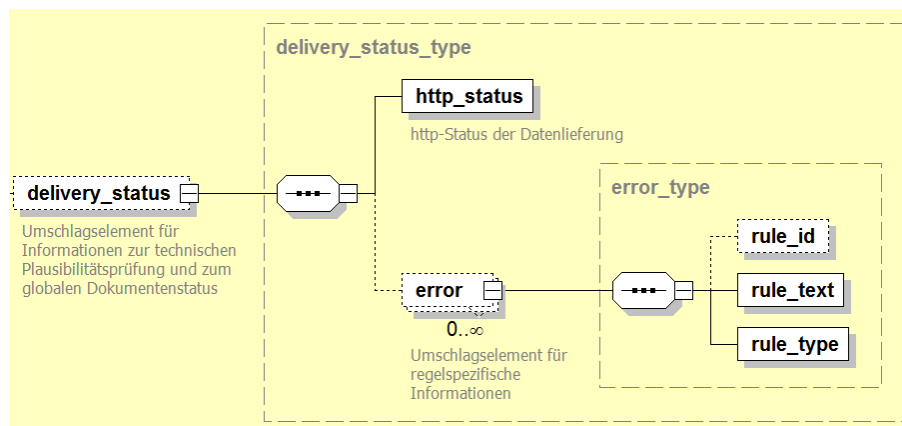 delivery_status_type
http_status
http-Status der Datenlieferung
delivery_status
Umschlagselement für
Informationen zur technischen
Plausibilitätsprüfung und zum
globalen Dokumentenstatus
error_type
rule_id
rule_text
rule_type
error
0..∞
Umschlagselement für
regelspezifische
Informationen